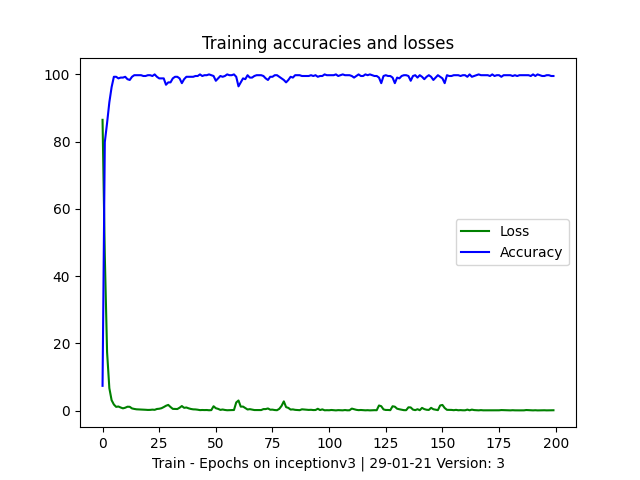 Training accuracies and losses
100
80
60
40
20
0
Loss
Accuracy
0 25 50 75 100 125 150 175 200
Train - Epochs on inceptionv3 | 29-01-21 Version: 3